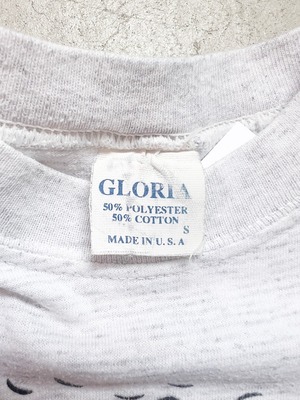 GLORIA
50% POLYESTER
50% COTTON
S
MADE IN U.S.A